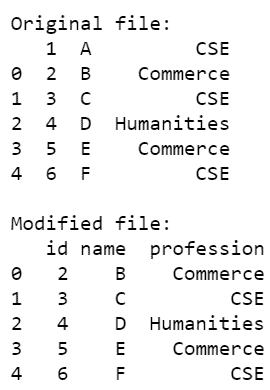 Original file:
1 A CSE
0 2 B Commerce
1 3 C CSE
2 4 D Humanities
3 5 E Commerce
4 6 F CSE
Modified file:
id name profession
0 2 B Commerce
1 3 C CSE
2 4 D Humanities
3 5 E Commerce
4 6 F CSE